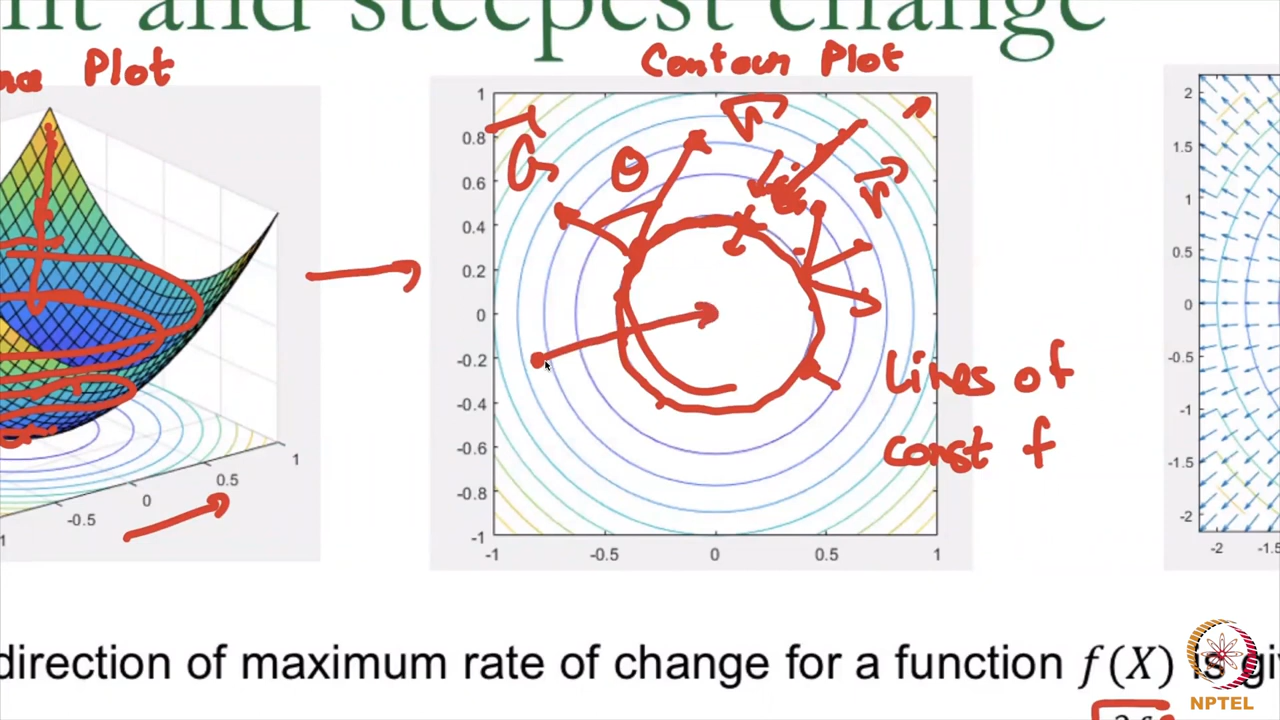 nt and steepest change
Plot
Contour Plot
1
0.8
0.6
0.4
0.2
0
-0.2
-0.4
-0.6
-0.8
-1
-1 -0.5 0 0.5 1
G
θ
Lines of
const f
1
0.5
0
-0.5
2
1.5
1
0.5
0
-0.5
-1
-1.5
-2
-2
direction of maximum rate of change for a function f(X) is
NPTEL